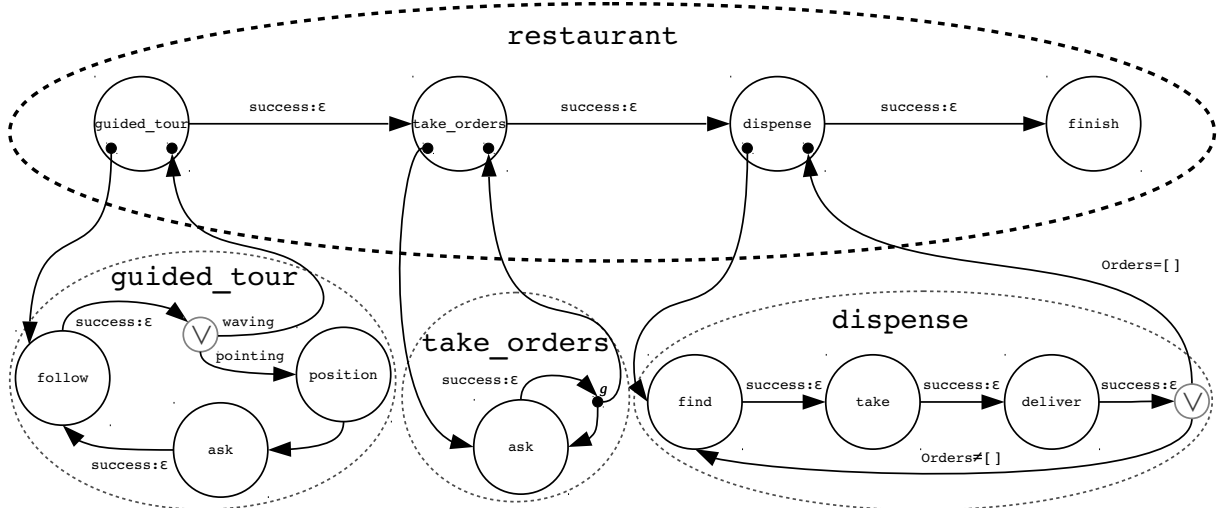 restaurant
success:ε
success:ε
success:ε
guided_tour
take_orders
dispense
finish
guided_tour
Orders=[]
success:ε
waving
pointing
follow
position
ask
success:ε
take_orders
success:ε
g
ask
dispense
success:ε
success:ε
success:ε
find
take
deliver
Orders≠[]